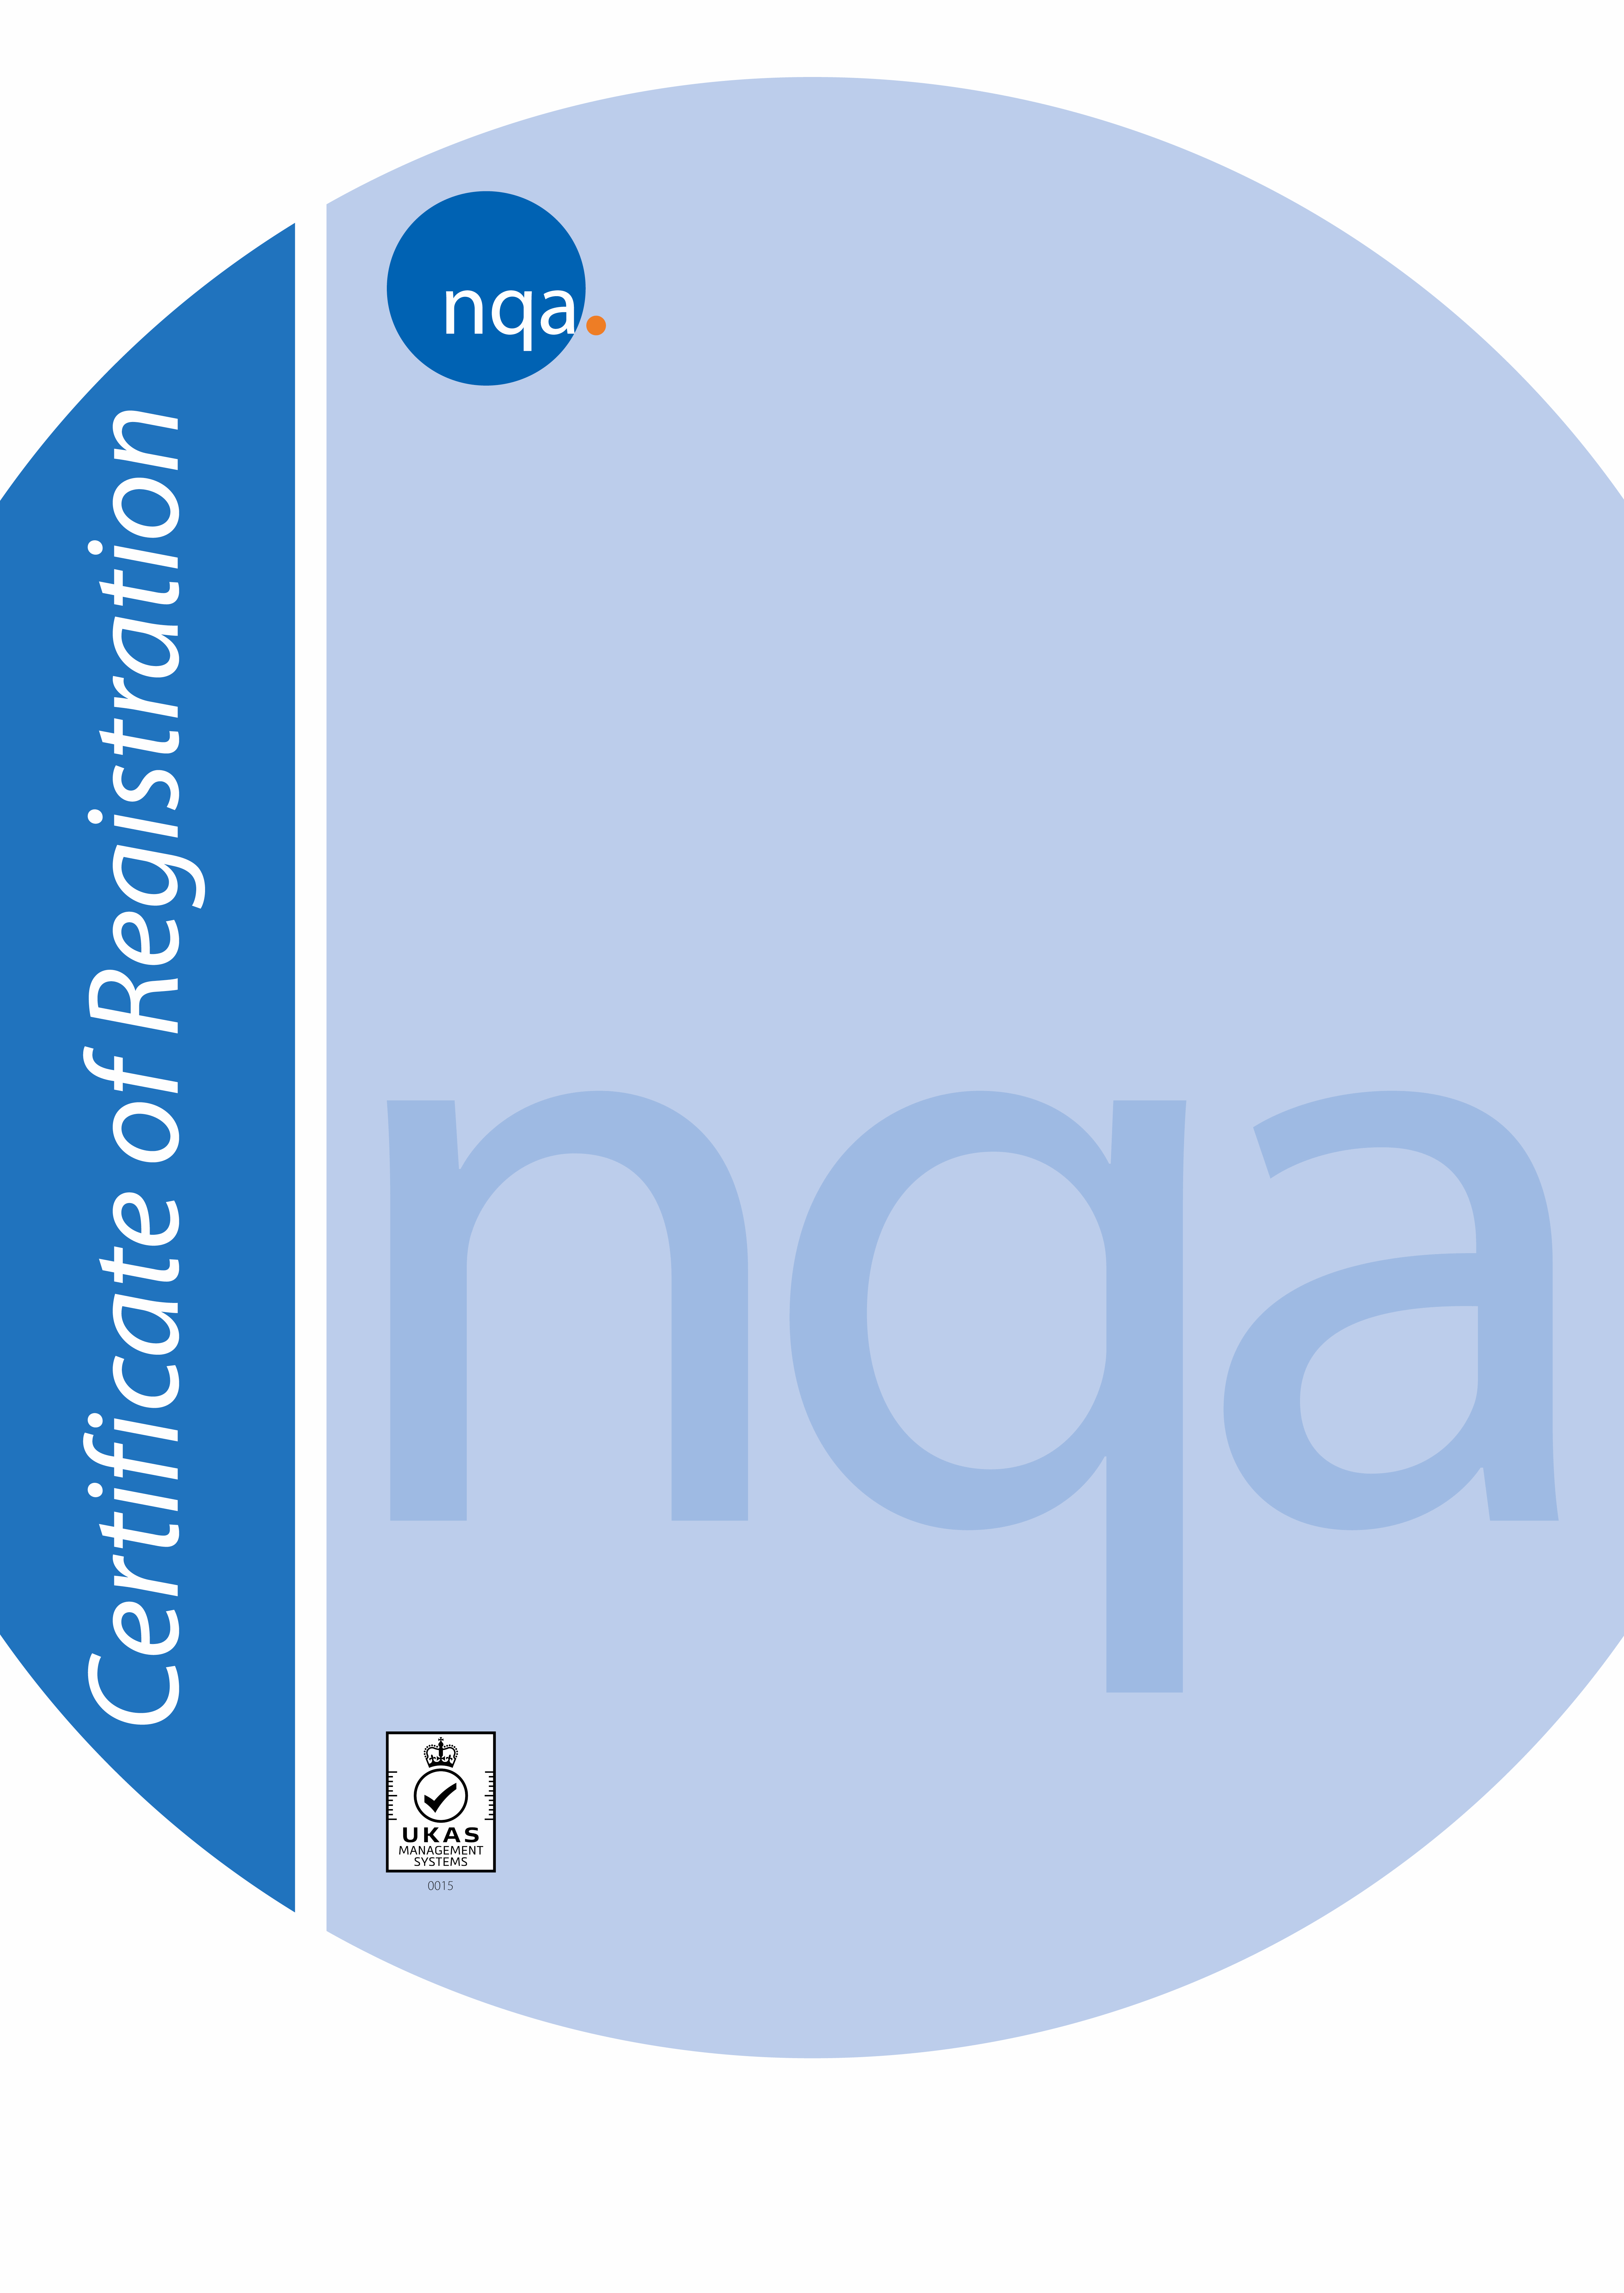 Certificate of Registration
nqa.
nqa
UKAS
MANAGEMENT
SYSTEMS
0015